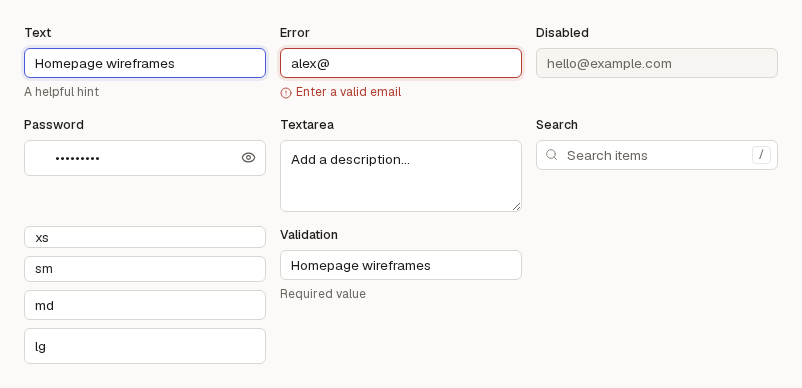 Text
Homepage wireframes
A helpful hint
Error
alex@
Enter a valid email
Disabled
hello@example.com
Password
•••••••••
Textarea
Add a description...
Search
Search items
/
xs
sm
md
lg
Validation
Homepage wireframes
Required value